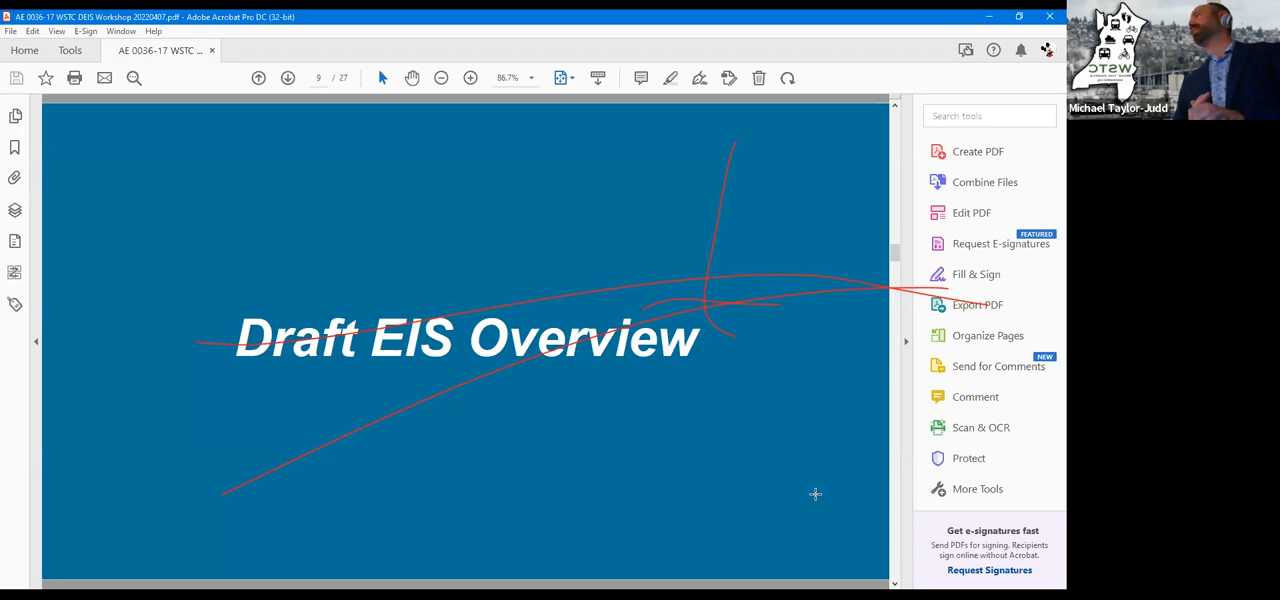 AE 0036-17 WSTC DEIS Workshop 20220407.pdf - Adobe Acrobat Pro DC (32-bit)
File Edit View E-Sign Window Help
Home Tools AE 0036-17 WSTC ... ×
9 / 27 86.7%
Search tools
Create PDF
Combine Files
Edit PDF
FEATURED
Request E-signatures
Fill & Sign
Export PDF
Organize Pages
NEW
Send for Comments
Comment
Scan & OCR
Protect
More Tools
Get e-signatures fast
Send PDFs for signing. Recipients
sign online without Acrobat.
Request Signatures
Draft EIS Overview
WSTC
Michael Taylor-Judd